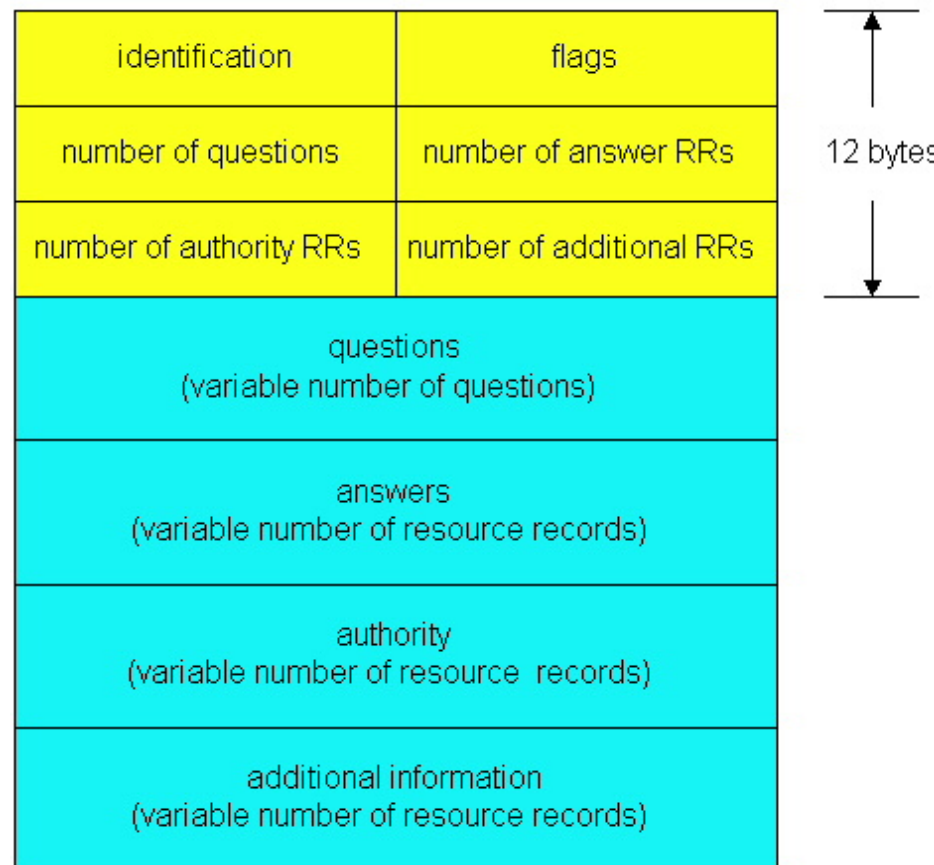 identification
flags
number of questions
number of answer RRs
12 bytes
number of authority RRs
number of additional RRs
questions
(variable number of questions)
answers
(variable number of resource records)
authority
(variable number of resource  records)
additional information
(variable number of resource records)